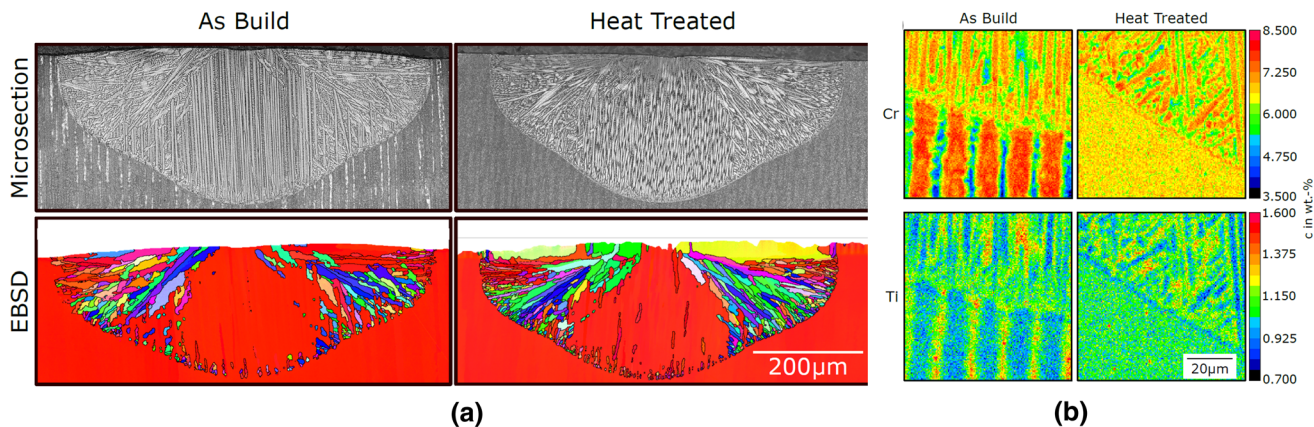 As Build Heat Treated
Microsection
EBSD
200μm
(a)
As Build Heat Treated
Cr
Ti
20μm
8.500
7.250
6.000
4.750
3.500
1.600
1.375
1.150
0.925
0.700
c in wt.-%
(b)